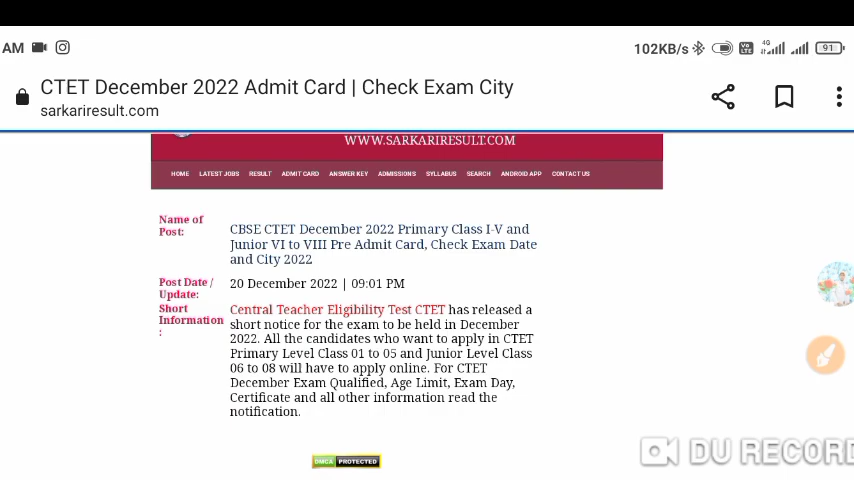 AM 102KB/s VO LTE 4G 91
CTET December 2022 Admit Card | Check Exam City
sarkariresult.com
WWW.SARKARIRESULT.COM
HOME LATEST JOBS RESULT ADMIT CARD ANSWER KEY ADMISSIONS SYLLABUS SEARCH ANDROID APP CONTACT US
Name of
Post:
CBSE CTET December 2022 Primary Class I-V and
Junior VI to VIII Pre Admit Card, Check Exam Date
and City 2022
Post Date /
Update:
20 December 2022 | 09:01 PM
Short
Information
:
Central Teacher Eligibility Test CTET has released a
short notice for the exam to be held in December
2022. All the candidates who want to apply in CTET
Primary Level Class 01 to 05 and Junior Level Class
06 to 08 will have to apply online. For CTET
December Exam Qualified, Age Limit, Exam Day,
Certificate and all other information read the
notification.
DMCA PROTECTED
DU RECORD